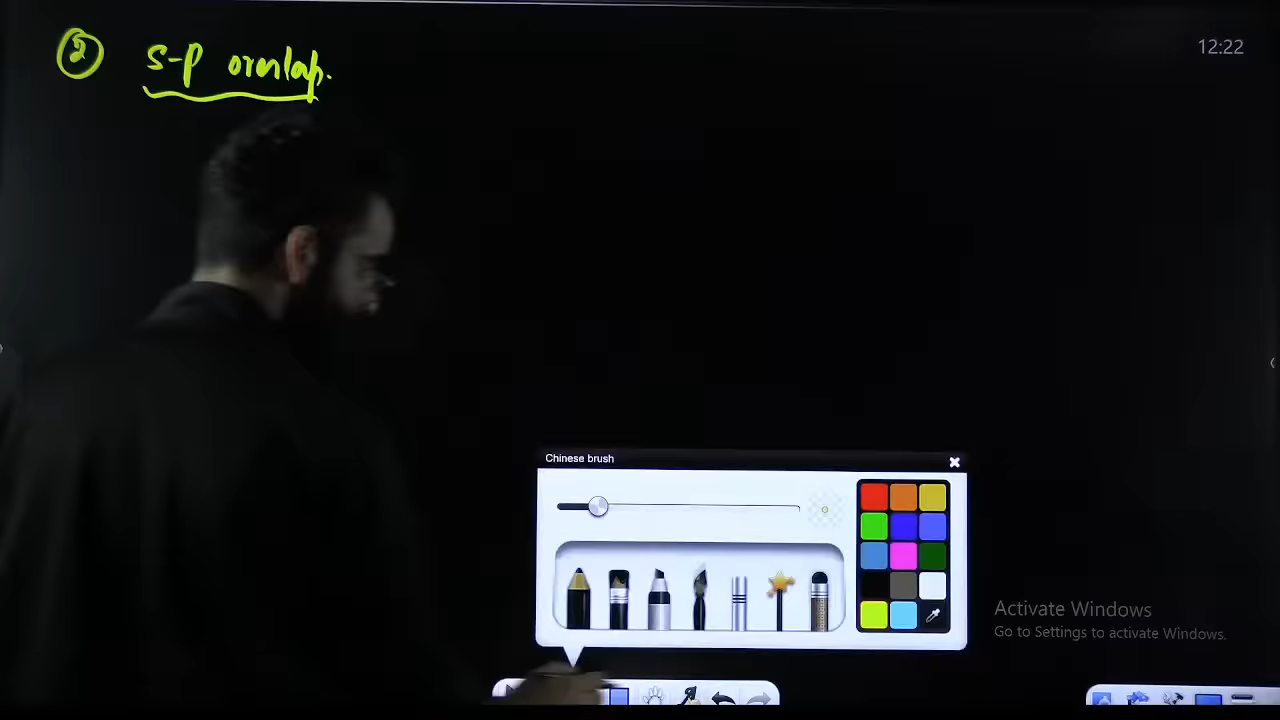 ② s-p overlap.
12:22
Chinese brush
Activate Windows
Go to Settings to activate Windows.